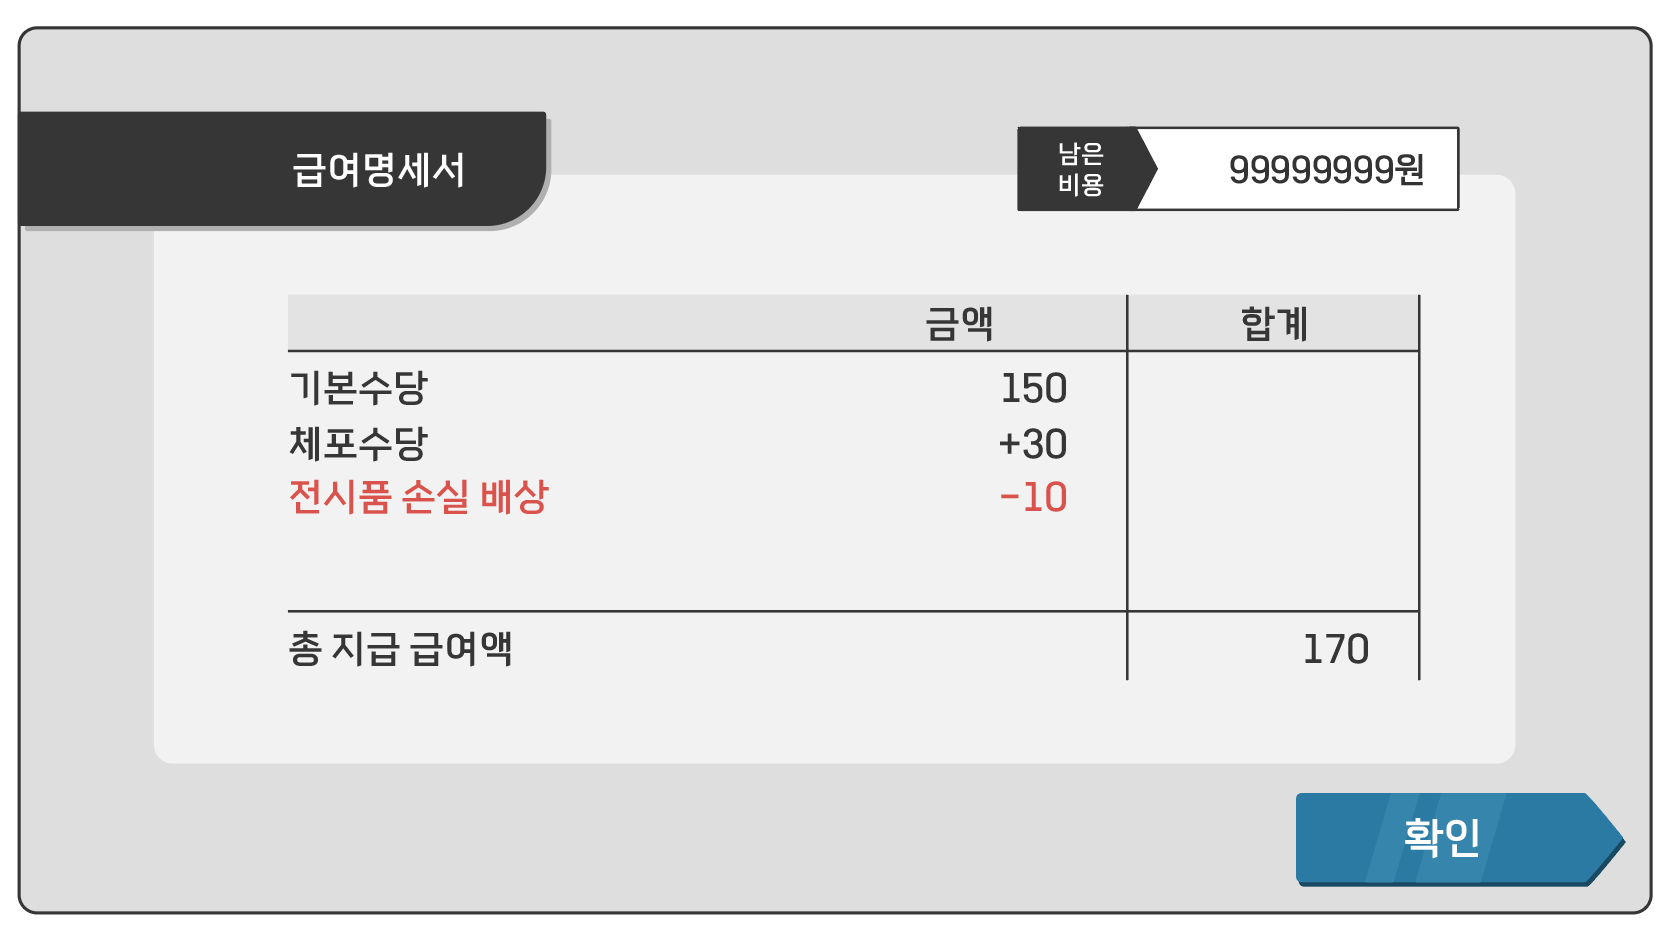 급여명세서
남은
비용
99999999원
금액 합계
기본수당 150
체포수당 +30
전시품 손실 배상 -10
총 지급 급여액 170
확인